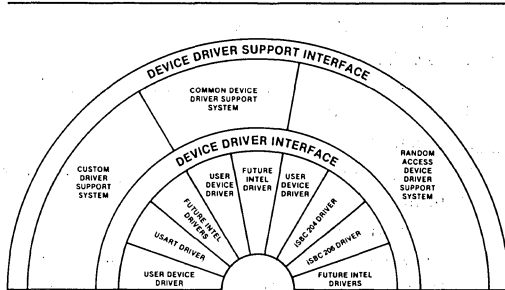 DEVICE DRIVER SUPPORT INTERFACE
COMMON DEVICE
DRIVER SUPPORT
SYSTEM
CUSTOM
DRIVER
SUPPORT
SYSTEM
RANDOM
ACCESS
DEVICE
DRIVER
SUPPORT
SYSTEM
DEVICE DRIVER INTERFACE
USER DEVICE
DRIVER
USART DRIVER
FUTURE INTEL
DRIVERS
USER
DEVICE
DRIVER
FUTURE
INTEL
DRIVER
USER
DEVICE
DRIVER
ISBC 204 DRIVER
ISBC 206 DRIVER
FUTURE INTEL
DRIVERS